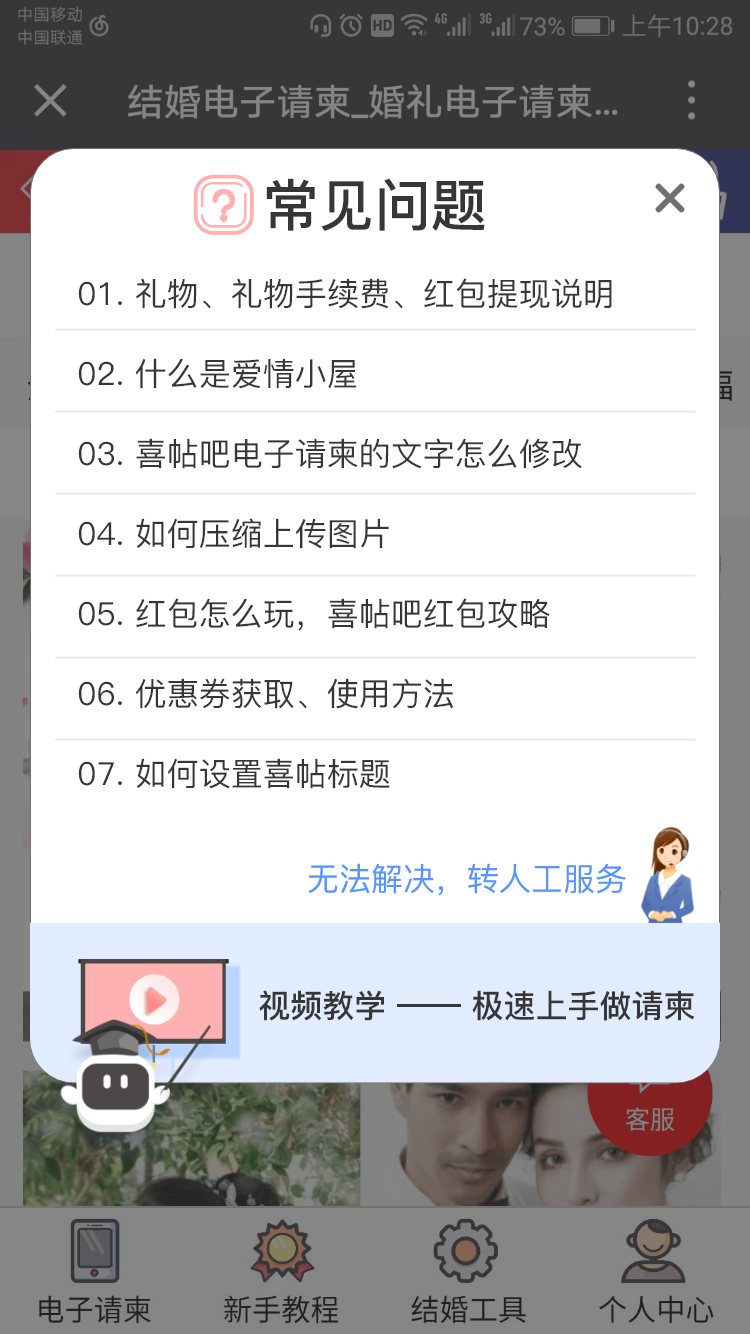 中国移动
中国联通
HD 4G 3G 73% 上午10:28
结婚电子请柬_婚礼电子请柬...
常见问题
01. 礼物、礼物手续费、红包提现说明
02. 什么是爱情小屋
福
03. 喜帖吧电子请柬的文字怎么修改
04. 如何压缩上传图片
05. 红包怎么玩，喜帖吧红包攻略
06. 优惠券获取、使用方法
07. 如何设置喜帖标题
无法解决，转人工服务
视频教学 —— 极速上手做请柬
客服
电子请柬 新手教程 结婚工具 个人中心